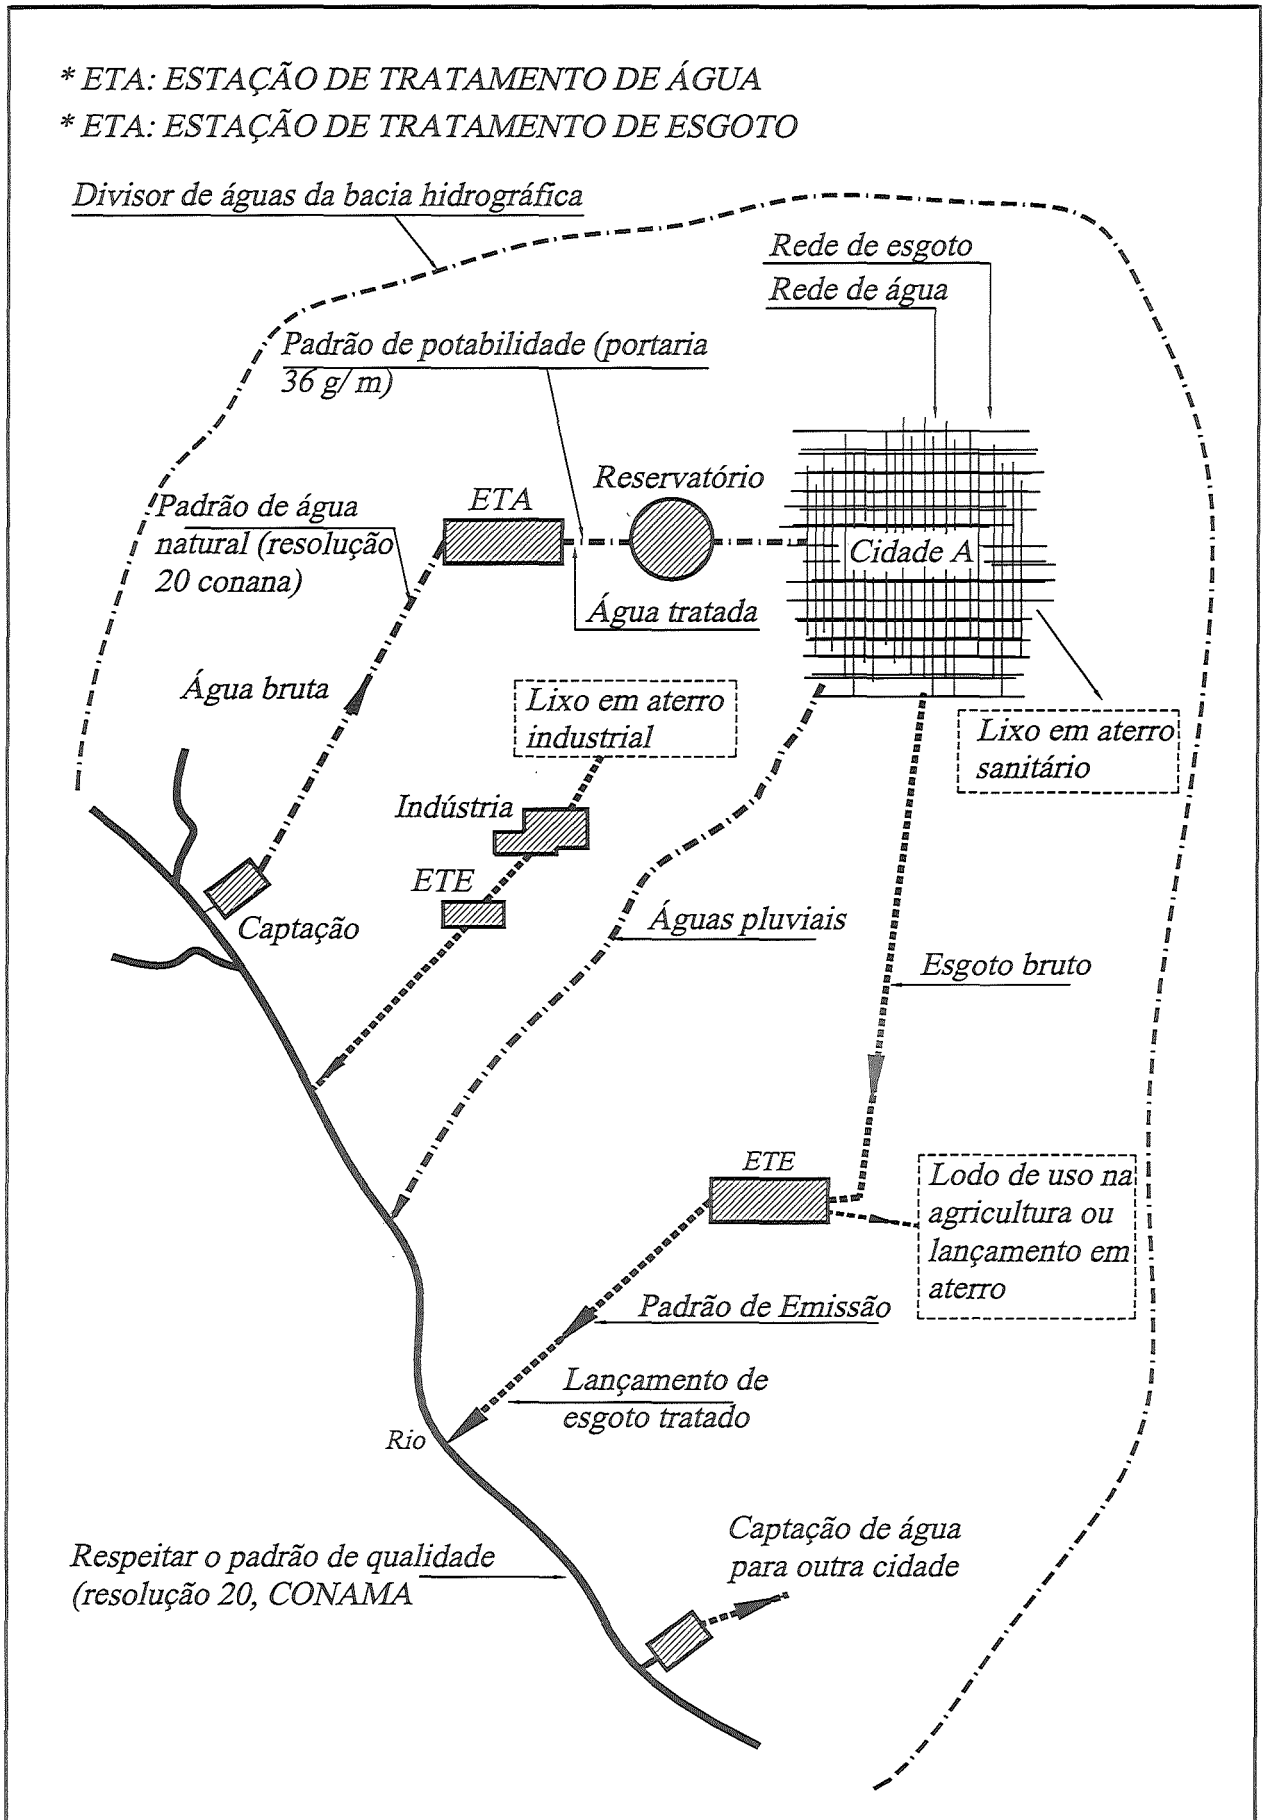 * ETA: ESTAÇÃO DE TRATAMENTO DE ÁGUA
* ETA: ESTAÇÃO DE TRATAMENTO DE ESGOTO
Divisor de águas da bacia hidrográfica
Rede de esgoto
Rede de água
Padrão de potabilidade (portaria
36 g/ m)
Reservatório
ETA
Padrão de água
natural (resolução
20 conana)
Cidade A
Água tratada
Água bruta
Lixo em aterro
industrial
Lixo em aterro
sanitário
Indústria
ETE
Captação
Águas pluviais
Esgoto bruto
ETE
Lodo de uso na
agricultura ou
lançamento em
aterro
Padrão de Emissão
Lançamento de
esgoto tratado
Rio
Captação de água
para outra cidade
Respeitar o padrão de qualidade
(resolução 20, CONAMA